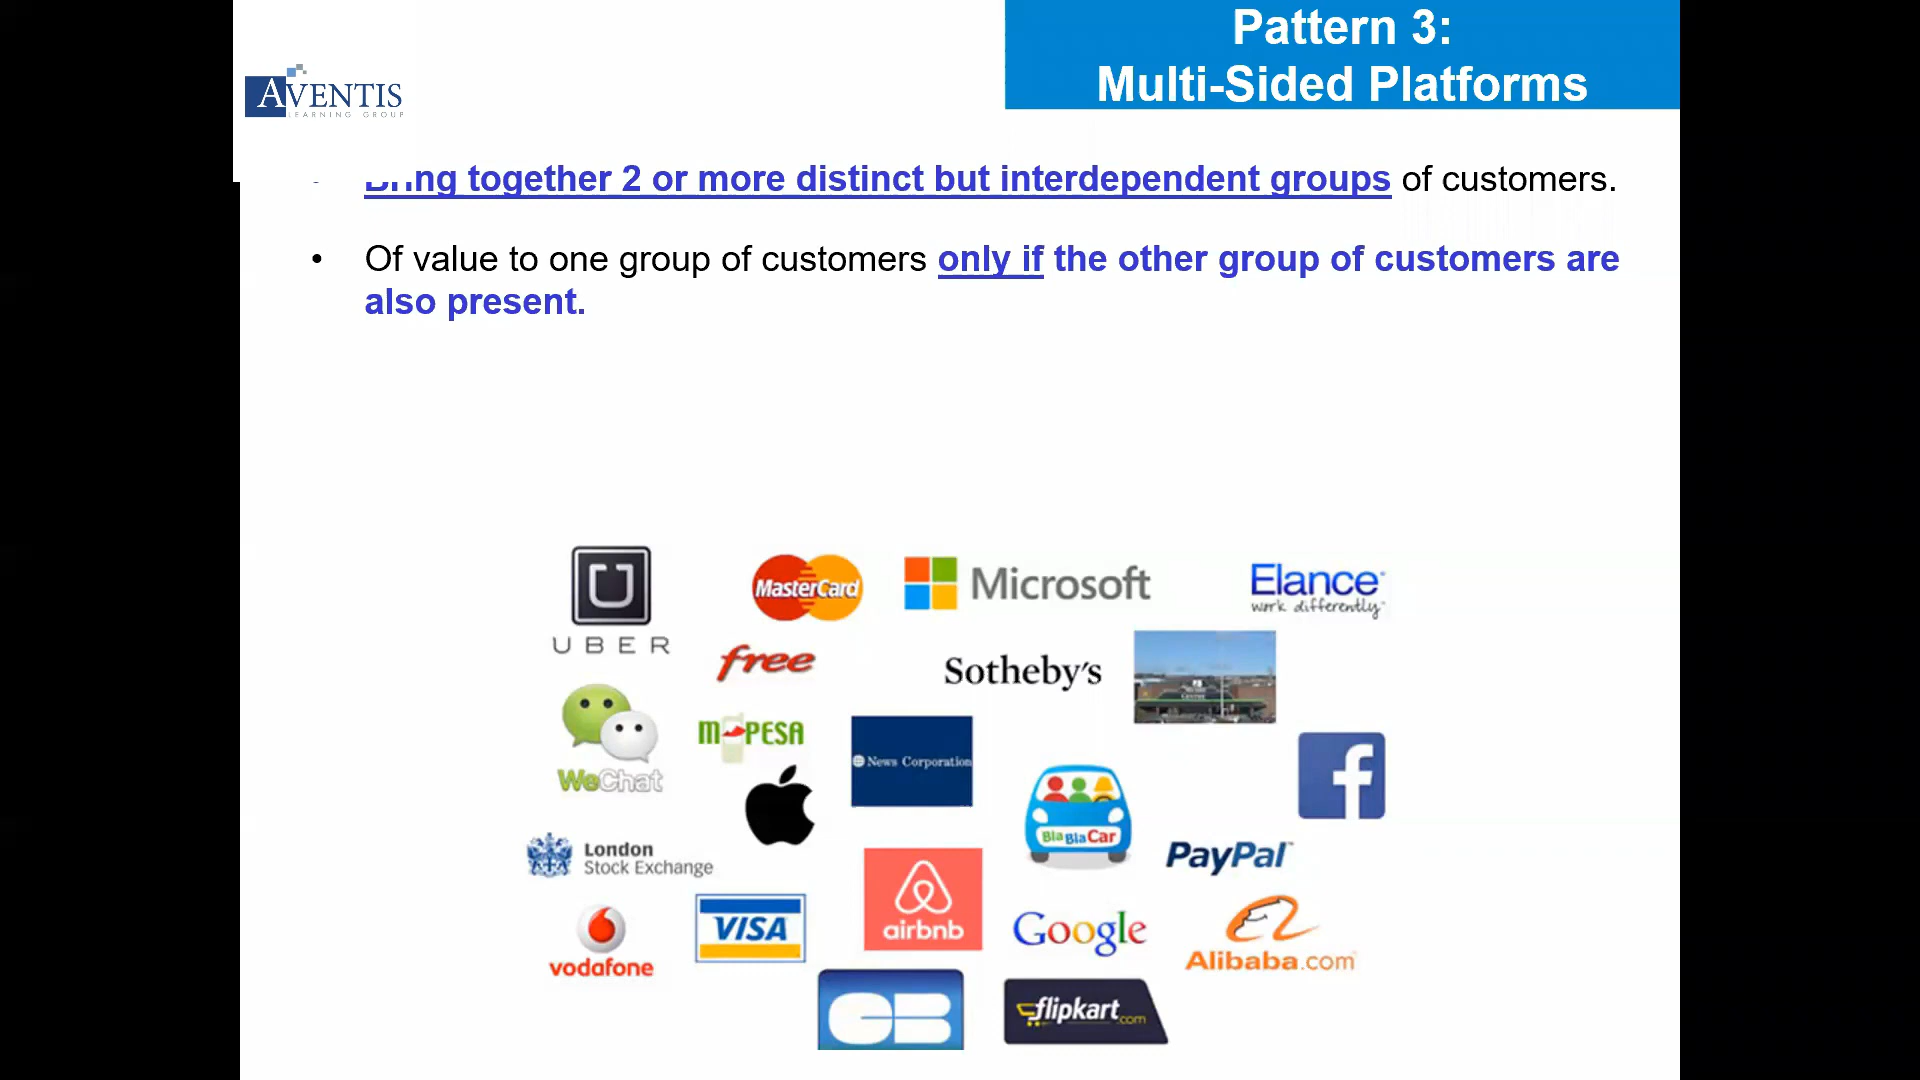 Pattern 3:
Multi-Sided Platforms
AVENTIS
LEARNING GROUP
• Bring together 2 or more distinct but interdependent groups of customers.
• Of value to one group of customers only if the other group of customers are
also present.
UBER
MasterCard
Microsoft
Elance
work differently
free
Sotheby's
WeChat
M-PESA
News Corporation
f
BlaBlaCar
London
Stock Exchange
PayPal
airbnb
VISA
Google
Alibaba.com
vodafone
CB
flipkart.com